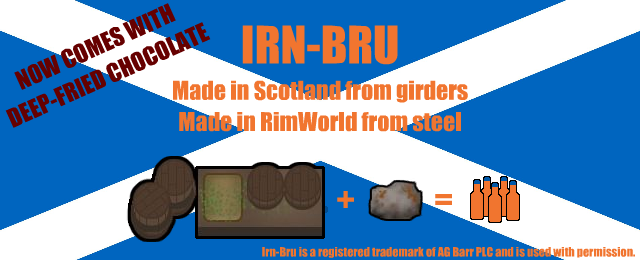 NOW COMES WITH
DEEP-FRIED CHOCOLATE
IRN-BRU
Made in Scotland from girders
Made in RimWorld from steel
+ =
Irn-Bru is a registered trademark of AG Barr PLC and is used with permission.